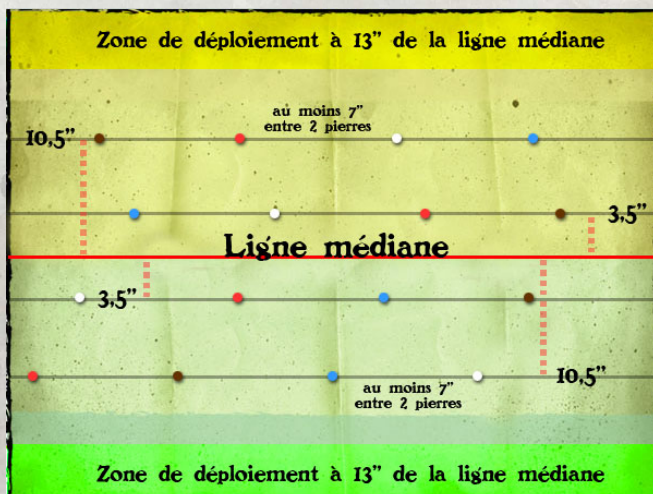 Zone de déploiement à 13" de la ligne médiane
au moins 7"
entre 2 pierres
10,5"
3,5"
Ligne médiane
3,5"
10,5"
au moins 7"
entre 2 pierres
Zone de déploiement à 13" de la ligne médiane